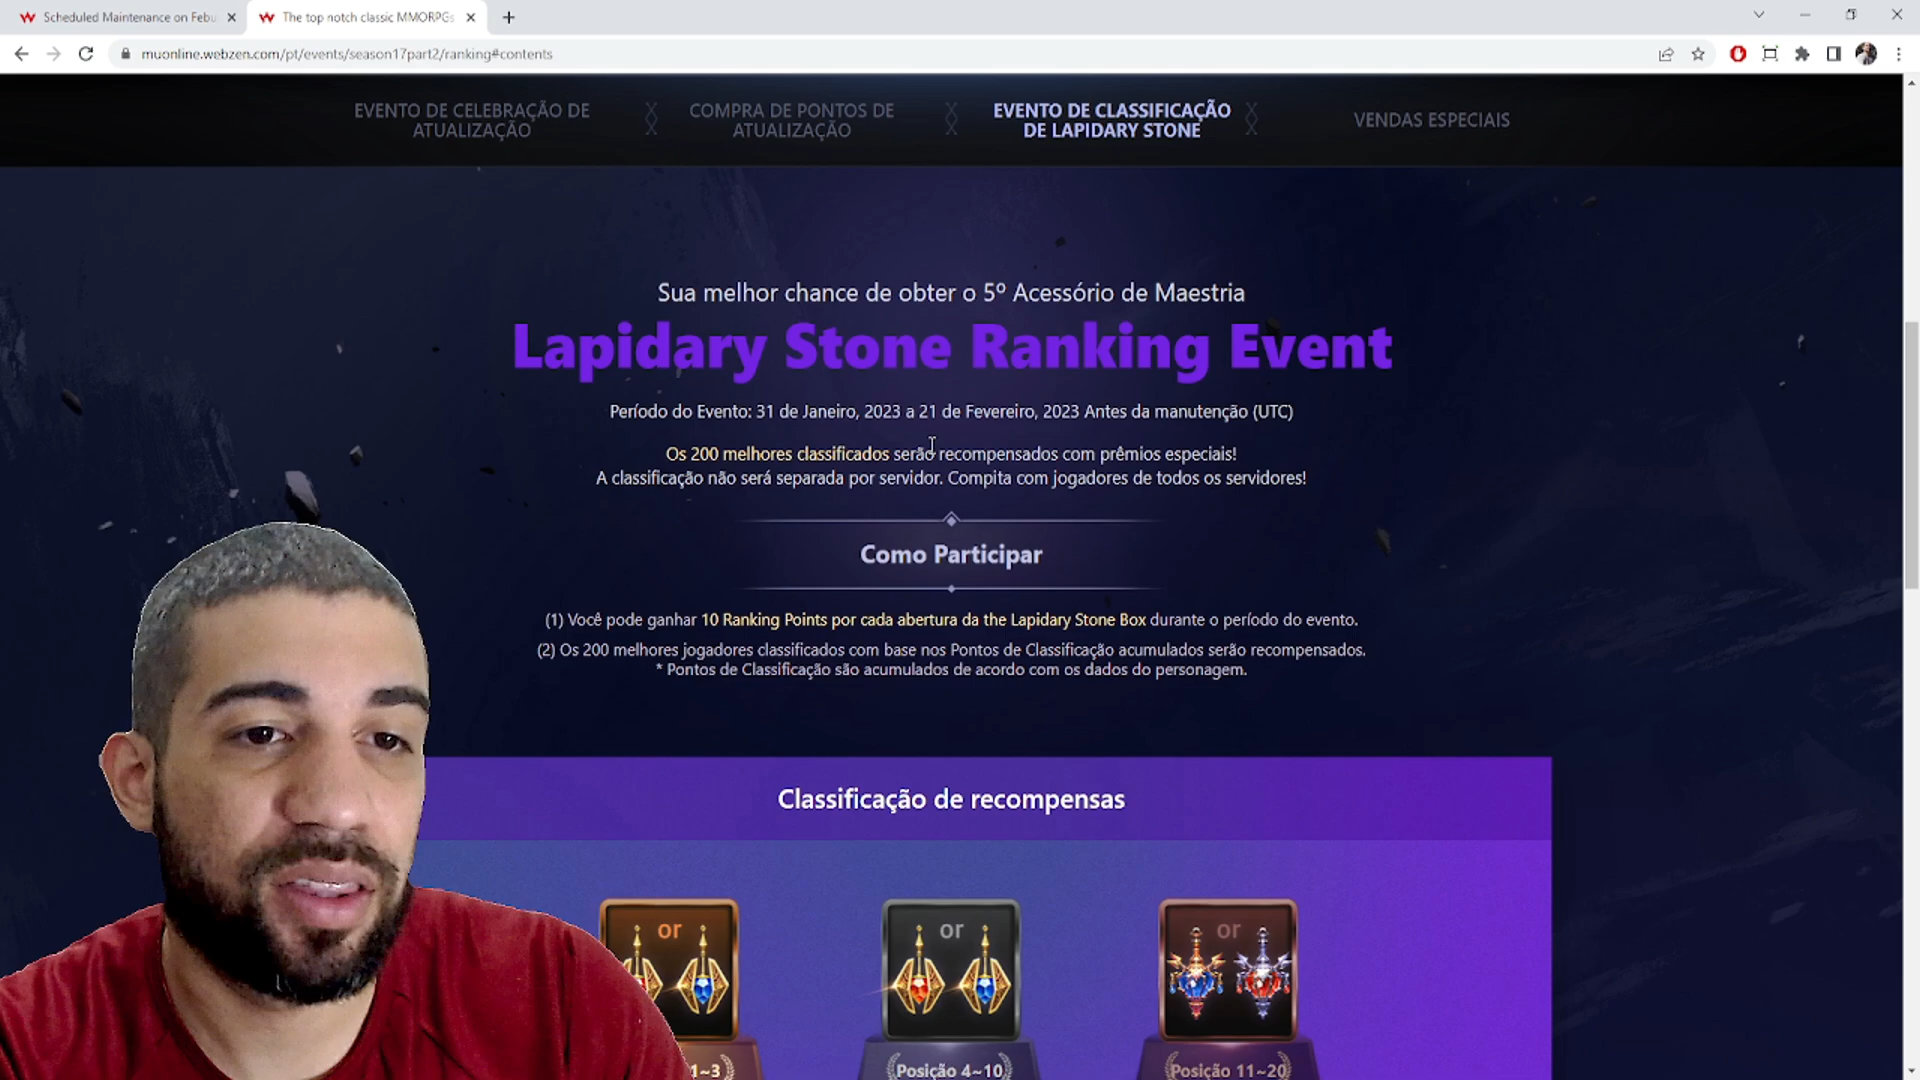 Scheduled Maintenance on Febu
The top notch classic MMORPGs
muonline.webzen.com/pt/events/season17part2/ranking#contents
EVENTO DE CELEBRAÇÃO DE
ATUALIZAÇÃO
COMPRA DE PONTOS DE
ATUALIZAÇÃO
EVENTO DE CLASSIFICAÇÃO
DE LAPIDARY STONE
VENDAS ESPECIAIS
Sua melhor chance de obter o 5º Acessório de Maestria
Lapidary Stone Ranking Event
Período do Evento: 31 de Janeiro, 2023 a 21 de Fevereiro, 2023 Antes da manutenção (UTC)
Os 200 melhores classificados serão recompensados com prêmios especiais!
A classificação não será separada por servidor. Compita com jogadores de todos os servidores!
Como Participar
(1) Você pode ganhar 10 Ranking Points por cada abertura da the Lapidary Stone Box durante o período do evento.
(2) Os 200 melhores jogadores classificados com base nos Pontos de Classificação acumulados serão recompensados.
* Pontos de Classificação são acumulados de acordo com os dados do personagem.
Classificação de recompensas
or
or
or
1~3
Posição 4~10
Posição 11~20